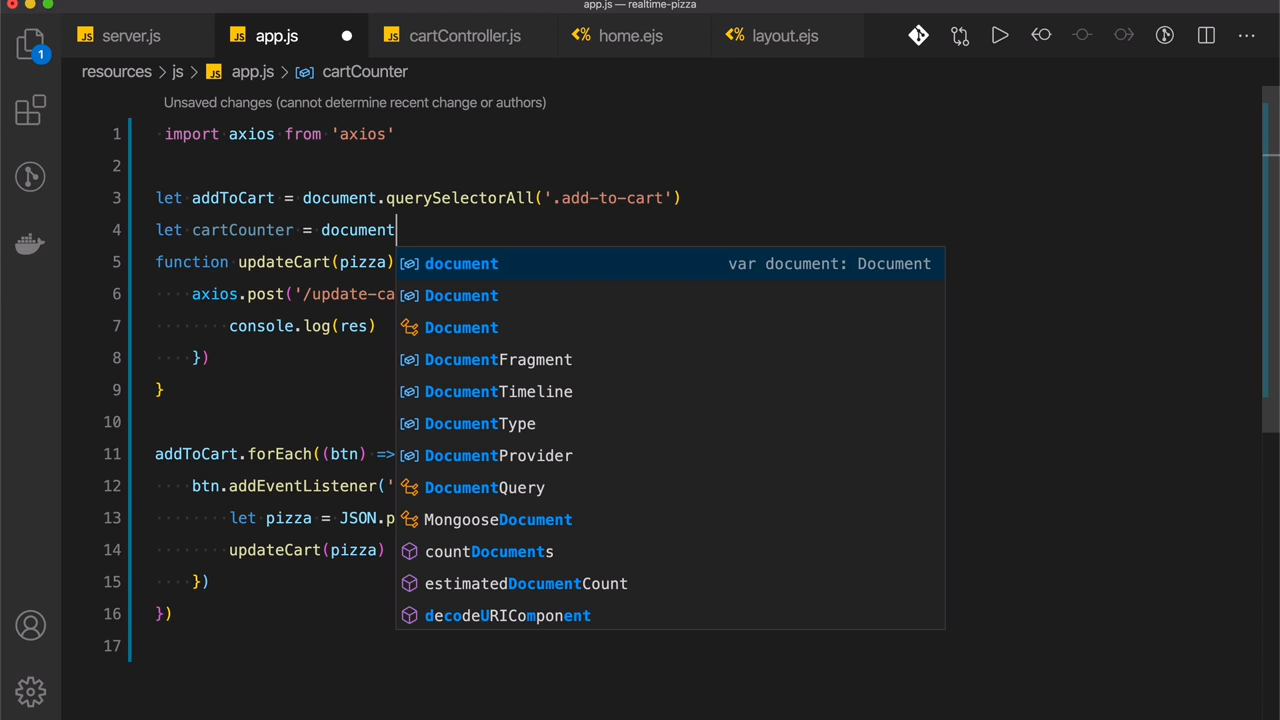 app.js — realtime-pizza
JS server.js JS app.js JS cartController.js home.ejs layout.ejs
1
resources > js > JS app.js > cartCounter
Unsaved changes (cannot determine recent change or authors)
1 import axios from 'axios'
2
3 let addToCart = document.querySelectorAll('.add-to-cart')
4 let cartCounter = document
5 function updateCart(pizza)
6 axios.post('/update-ca
7 console.log(res)
8 })
9 }
10
11 addToCart.forEach((btn) =>
12 btn.addEventListener('
13 let pizza = JSON.p
14 updateCart(pizza)
15 })
16 })
17
document var document: Document
Document
Document
DocumentFragment
DocumentTimeline
DocumentType
DocumentProvider
DocumentQuery
MongooseDocument
countDocuments
estimatedDocumentCount
decodeURIComponent